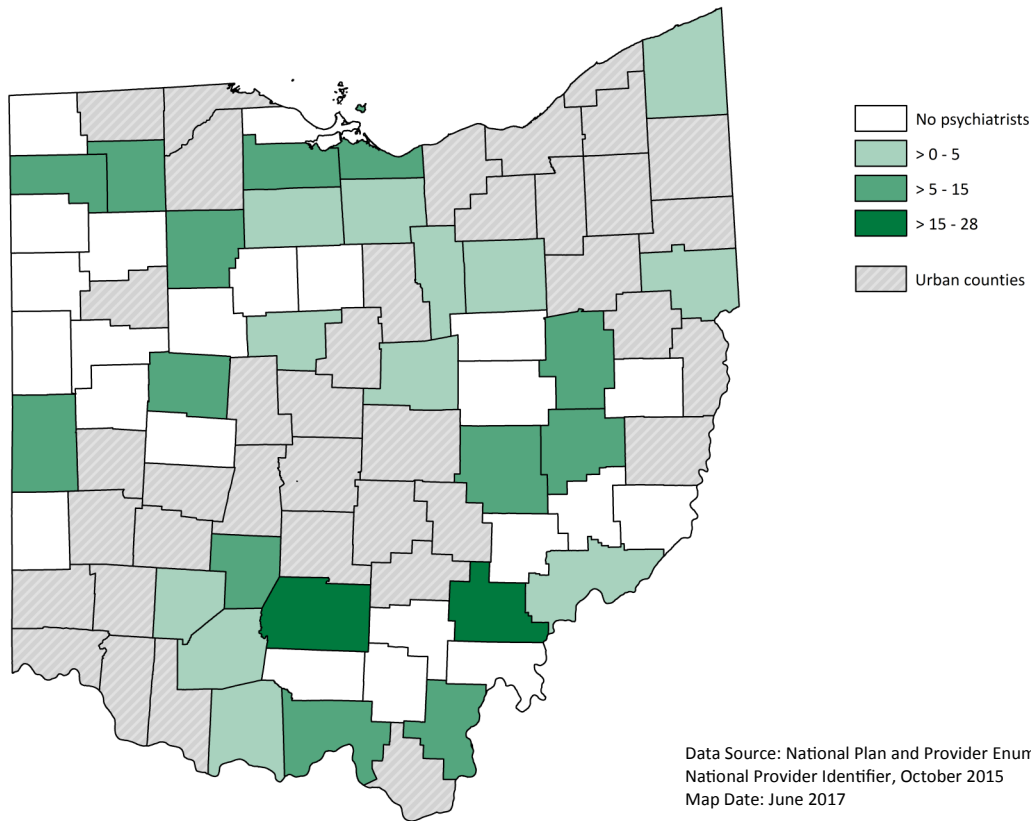 No psychiatrists
> 0 - 5
> 5 - 15
> 15 - 28
Urban counties
Data Source: National Plan and Provider Enum
National Provider Identifier, October 2015
Map Date: June 2017